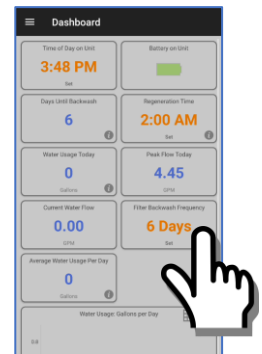 Dashboard
Time of Day on Unit
3:48 PM
Set
Battery on Unit
Days Until Backwash
6
Regeneration Time
2:00 AM
Set
Water Usage Today
0
Gallons
Peak Flow Today
4.45
GPM
Current Water Flow
0.00
GPM
Filter Backwash Frequency
6 Days
Set
Average Water Usage Per Day
0
Gallons
Water Usage: Gallons per Day
0.8